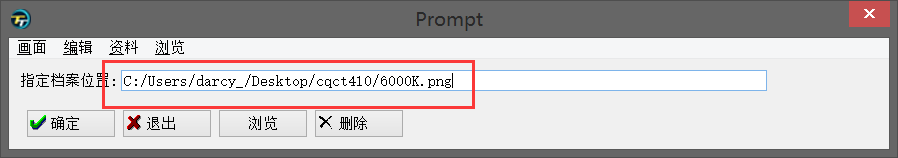 Prompt
画面 编辑 资料 浏览
指定档案位置: C:/Users/darcy_/Desktop/cqct410/6000K.png
确定 退出 浏览 删除